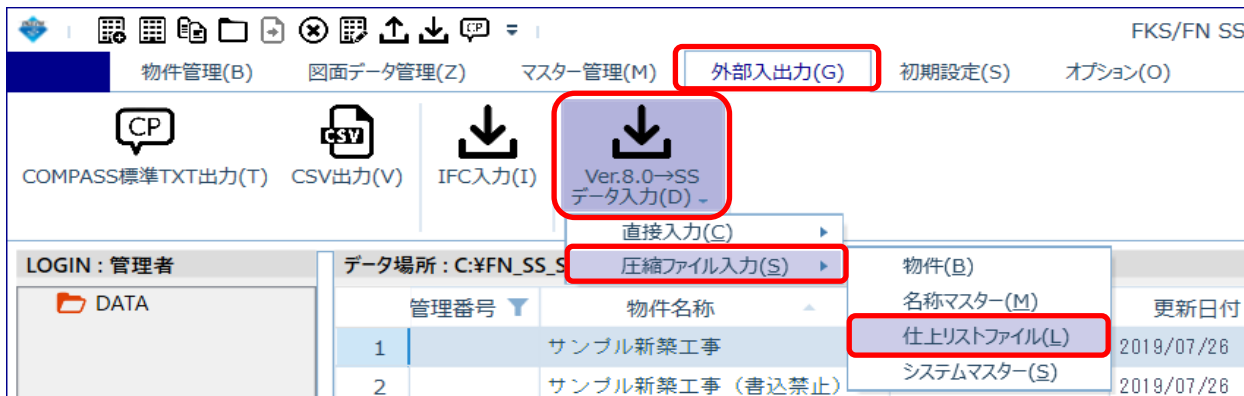 CP
FKS/FN SS
物件管理(B) 図面データ管理(Z) マスター管理(M) 外部入出力(G) 初期設定(S) オプション(O)
CP
CSV
COMPASS標準TXT出力(T) CSV出力(V) IFC入力(I) Ver.8.0→SS
データ入力(D)
直接入力(C)
LOGIN : 管理者 データ場所 : C:¥FN_SS_S 圧縮ファイル入力(S) 物件(B)
DATA 管理番号 物件名称 名称マスター(M) 更新日付
1 サンプル新築工事 仕上リストファイル(L) 2019/07/26
システムマスター(S)
2 サンプル新築工事（書込禁止） 2019/07/26